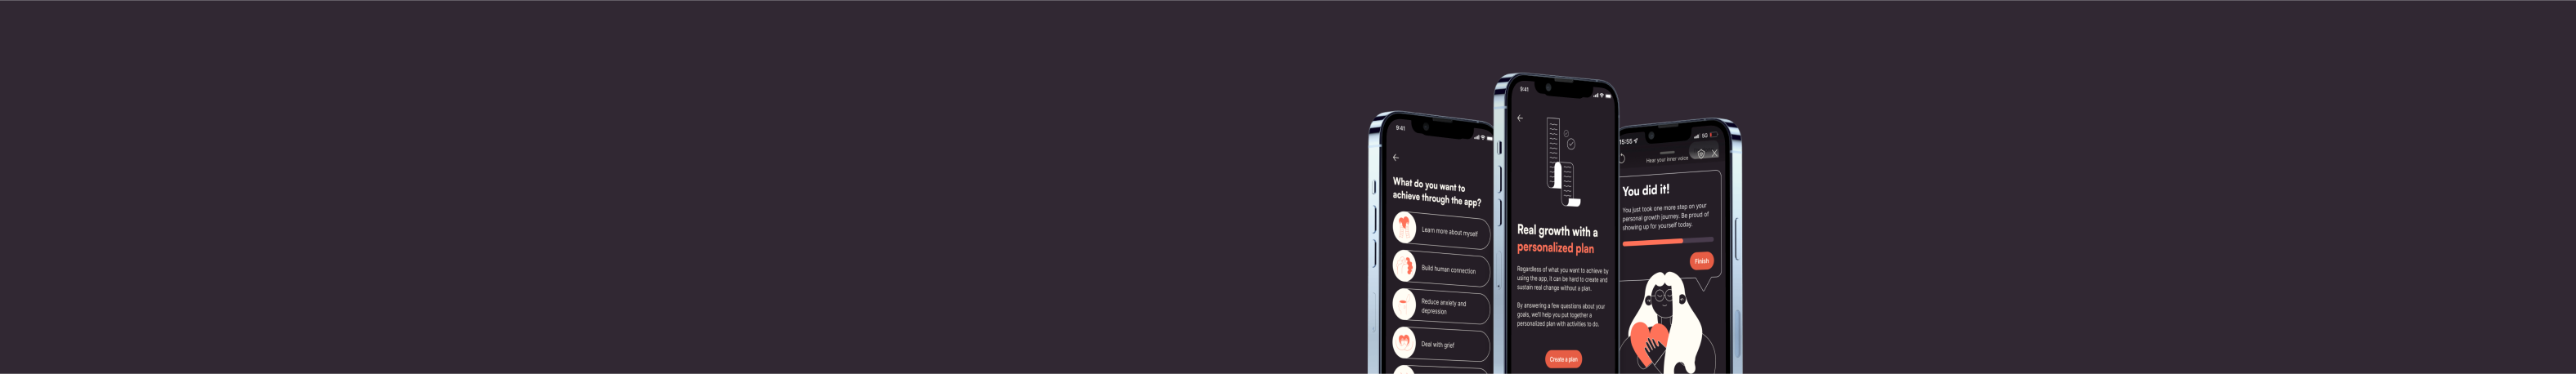 9:41
What do you want to
achieve through the app?
Learn more about myself
Build human connection
Reduce anxiety and
depression
Deal with grief
9:41
Real growth with a
personalized plan
Regardless of what you want to achieve by
using the app, it can be hard to create and
sustain real change without a plan.
By answering a few questions about your
goals, we'll help you put together a
personalized plan with activities to do.
Create a plan
15:55
5G
Hear your inner voice
You did it!
You just took one more step on your
personal growth journey. Be proud of
showing up for yourself today.
Finish